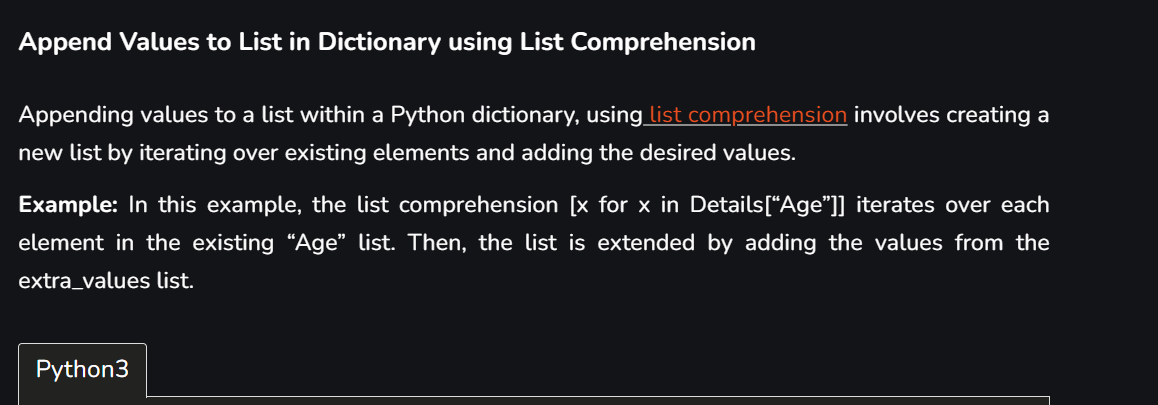 Append Values to List in Dictionary using List Comprehension
Appending values to a list within a Python dictionary, using list comprehension involves creating a
new list by iterating over existing elements and adding the desired values.
Example: In this example, the list comprehension [x for x in Details[“Age”]] iterates over each
element in the existing “Age” list. Then, the list is extended by adding the values from the
extra_values list.
Python3